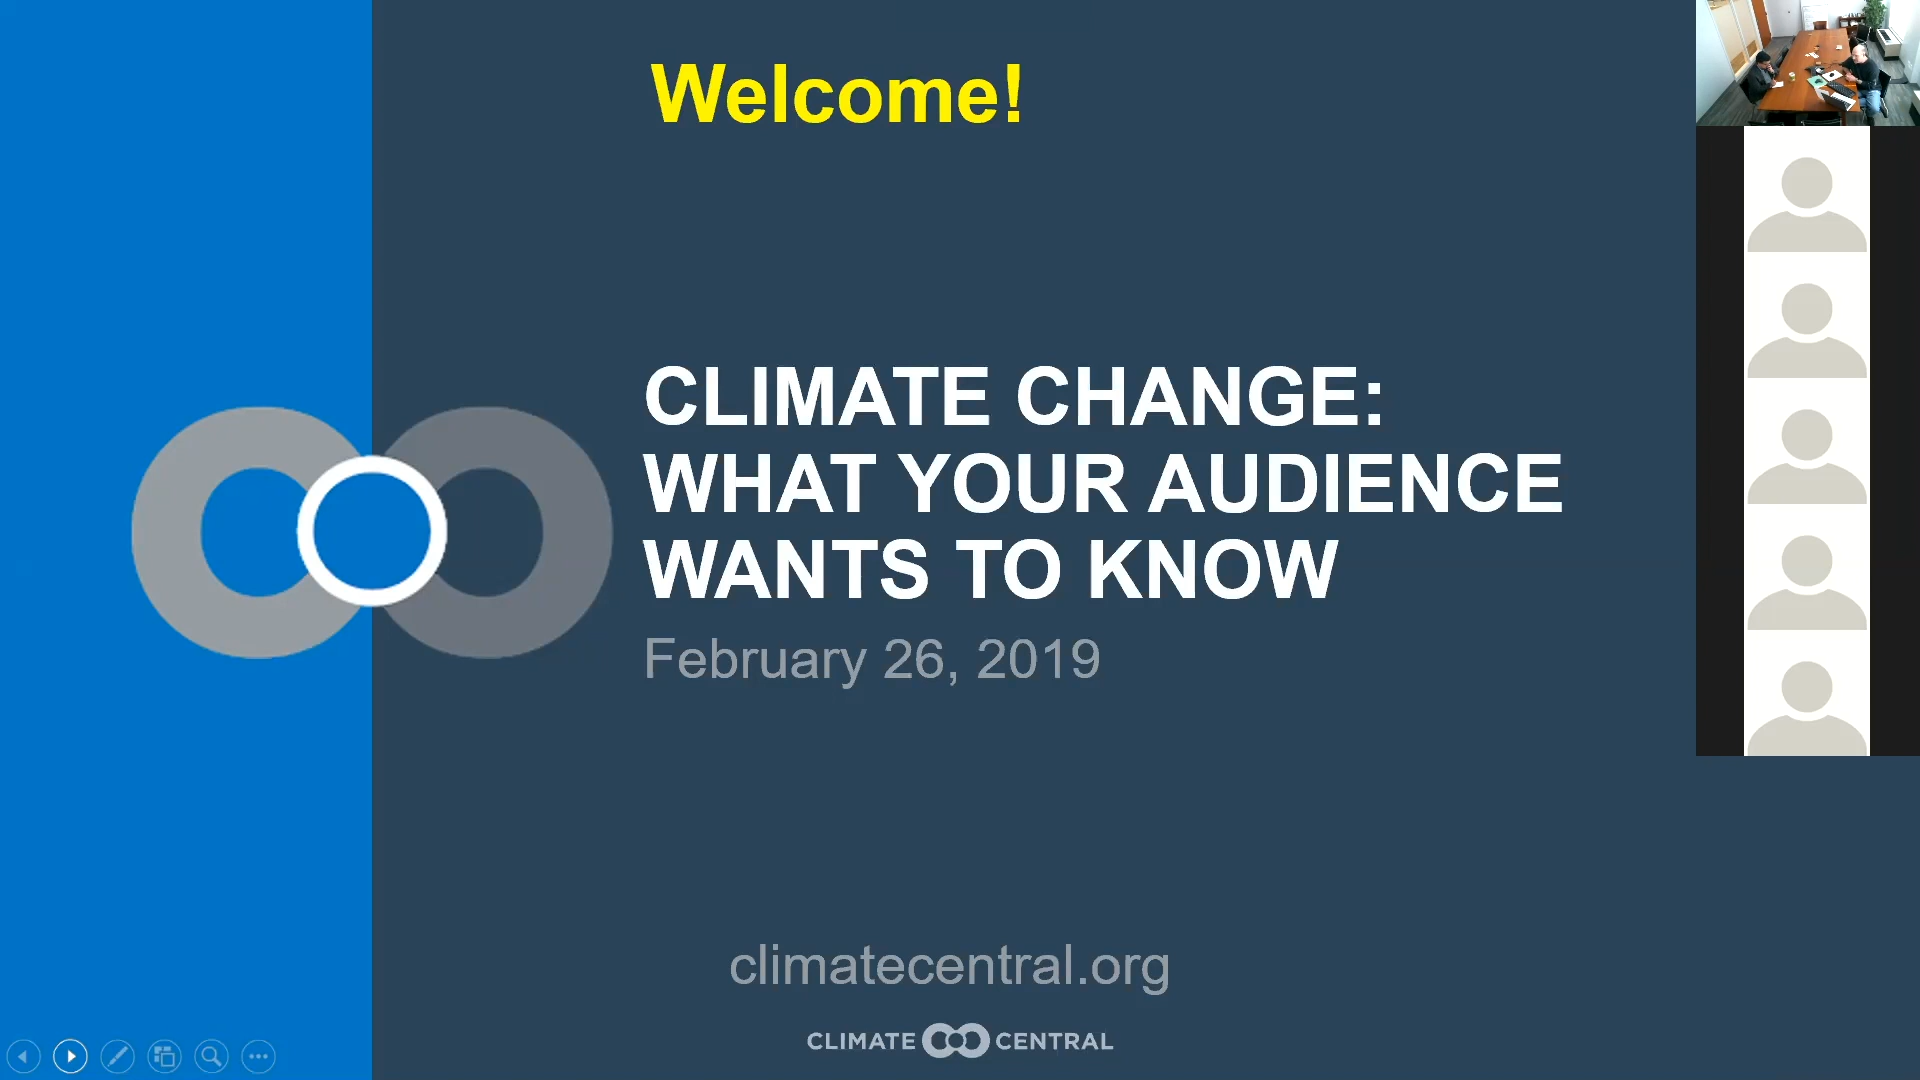 Welcome!
CLIMATE CHANGE:
WHAT YOUR AUDIENCE
WANTS TO KNOW
February 26, 2019
climatecentral.org
CLIMATE CENTRAL